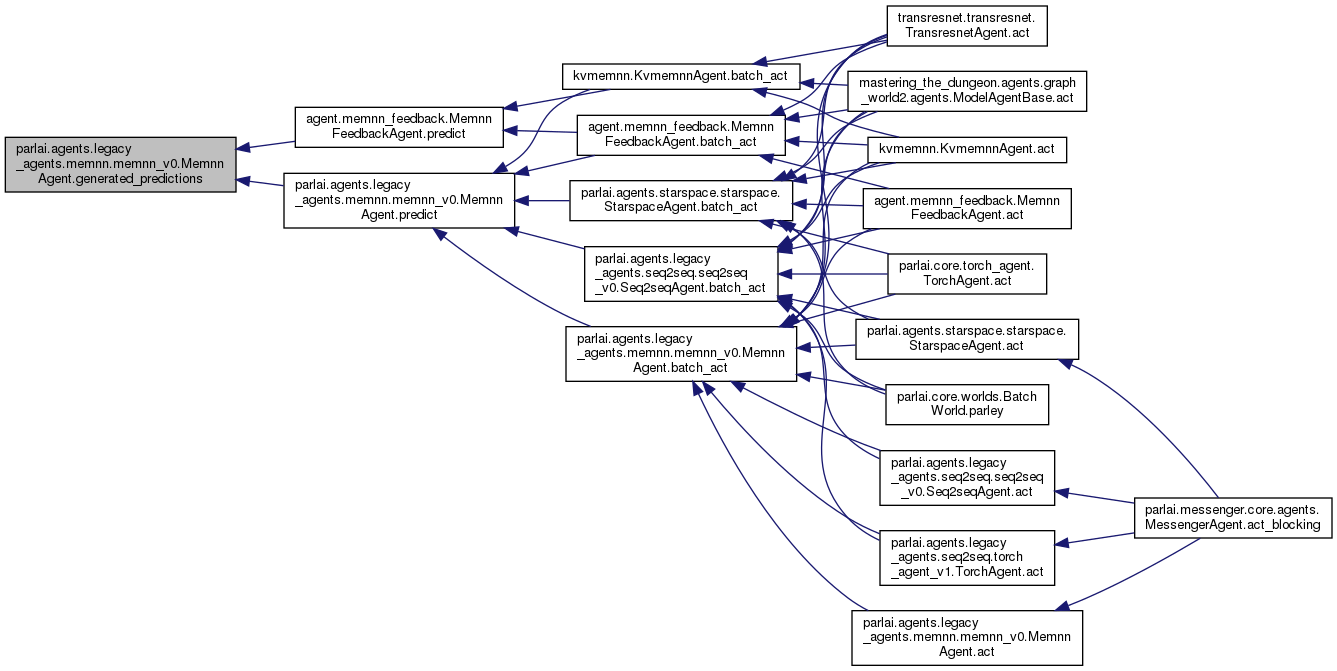 parlai.agents.legacy
_agents.memnn.memnn_v0.Memnn
Agent.generated_predictions
agent.memnn_feedback.Memnn
FeedbackAgent.predict
parlai.agents.legacy
_agents.memnn.memnn_v0.Memnn
Agent.predict
kvmemnn.KvmemnnAgent.batch_act
agent.memnn_feedback.Memnn
FeedbackAgent.batch_act
parlai.agents.starspace.starspace.
StarspaceAgent.batch_act
parlai.agents.legacy
_agents.seq2seq.seq2seq
_v0.Seq2seqAgent.batch_act
parlai.agents.legacy
_agents.memnn.memnn_v0.Memnn
Agent.batch_act
transresnet.transresnet.
TransresnetAgent.act
mastering_the_dungeon.agents.graph
_world2.agents.ModelAgentBase.act
kvmemnn.KvmemnnAgent.act
agent.memnn_feedback.Memnn
FeedbackAgent.act
parlai.core.torch_agent.
TorchAgent.act
parlai.agents.starspace.starspace.
StarspaceAgent.act
parlai.core.worlds.Batch
World.parley
parlai.agents.legacy
_agents.seq2seq.seq2seq
_v0.Seq2seqAgent.act
parlai.agents.legacy
_agents.seq2seq.torch
_agent_v1.TorchAgent.act
parlai.agents.legacy
_agents.memnn.memnn_v0.Memnn
Agent.act
parlai.messenger.core.agents.
MessengerAgent.act_blocking